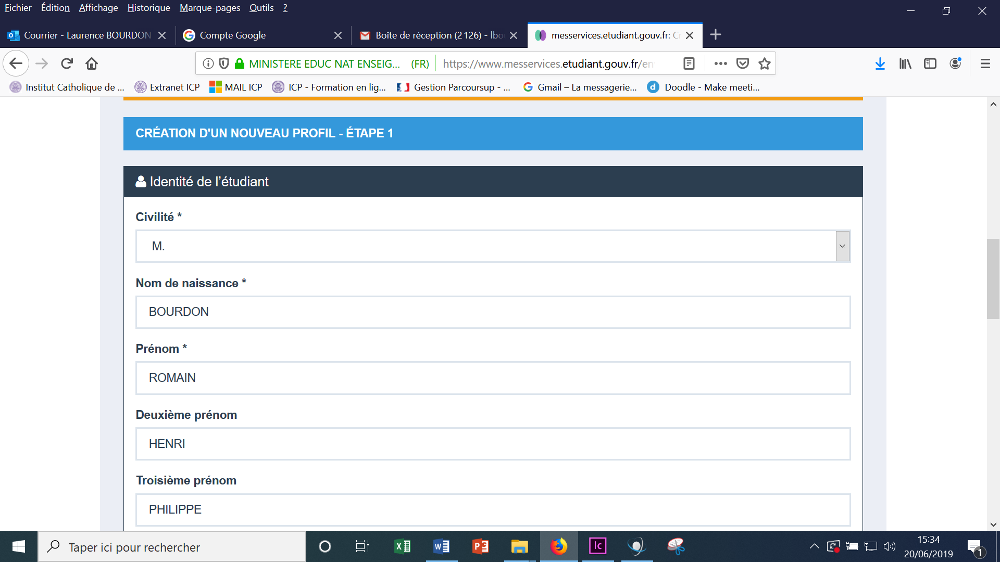 Fichier Édition Affichage Historique Marque-pages Outils ?
Courrier - Laurence BOURDON
Compte Google
Boîte de réception (2 126) - lbo
messervices.etudiant.gouv.fr: Cr
MINISTERE EDUC NAT ENSEIG... (FR) https://www.messervices.etudiant.gouv.fr/en
Institut Catholique de ... Extranet ICP MAIL ICP ICP - Formation en lig... Gestion Parcoursup - ... Gmail – La messagerie... Doodle - Make meeti...
CRÉATION D'UN NOUVEAU PROFIL - ÉTAPE 1
Identité de l'étudiant
Civilité *
M.
Nom de naissance *
BOURDON
Prénom *
ROMAIN
Deuxième prénom
HENRI
Troisième prénom
PHILIPPE
Taper ici pour rechercher
15:34
20/06/2019
1